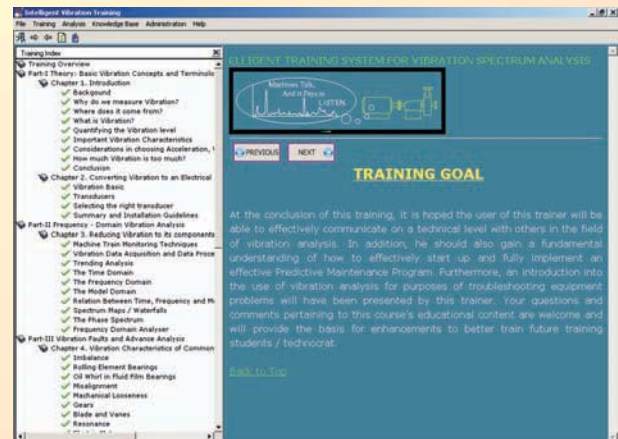 Intelligent Vibration Training
File Training Analysis Knowledge Base Administration Help
Training Index
Training Overview
Part-I Theory: Basic Vibration Concepts and Terminolo
Chapter 1. Introduction
Backgound
Why do we measure Vibration?
Where does it come from?
What is Vibration?
Quantifying the Vibration level
Important Vibration Characteristics
Considerations in choosing Acceleration, V
How much Vibration is too much?
Conclusion
Chapter 2. Converting Vibration to an Electrical
Vibration Basic
Transducers
Selecting the right transducer
Summary and Installation Guidelines
Part-II Frequency - Domain Vibration Analysis
Chapter 3. Reducing Vibration to its components
Machine Train Monitoring Techniques
Vibration Data Acquisition and Data Proce
Trending Analysis
The Time Domain
The Frequency Domain
The Model Domain
Relation Between Time, Frequency and M
Spectrum Maps / Waterfalls
The Phase Spectrum
Frequency Domain Analyser
Part-III Vibration Faults and Advance Analysis
Chapter 4. Vibration Characteristics of Common
Imbalance
Rolling Element Bearings
Oil Whirl in Fluid Film Bearings
Misalignment
Machanical Looseness
Gears
Blade and Vanes
Resonance
ELLIGENT TRAINING SYSTEM FOR VIBRATION SPECTRUM ANALYSIS
Machines Talk,
And it Pays to
LISTEN.
PREVIOUS NEXT
TRAINING GOAL
At the conclusion of this training, it is hoped the user of this trainer will be
able to effectively communicate on a technical level with others in the field
of vibration analysis. In addition, he should also gain a fundamental
understanding of how to effectively start up and fully implement an
effective Predictive Maintenance Program. Furthermore, an introduction into
the use of vibration analysis for purposes of troubleshooting equipment
problems will have been presented by this trainer. Your questions and
comments pertaining to this course's educational content are welcome and
will provide the basis for enhancements to better train future training
students / technocrat.
Back to Top